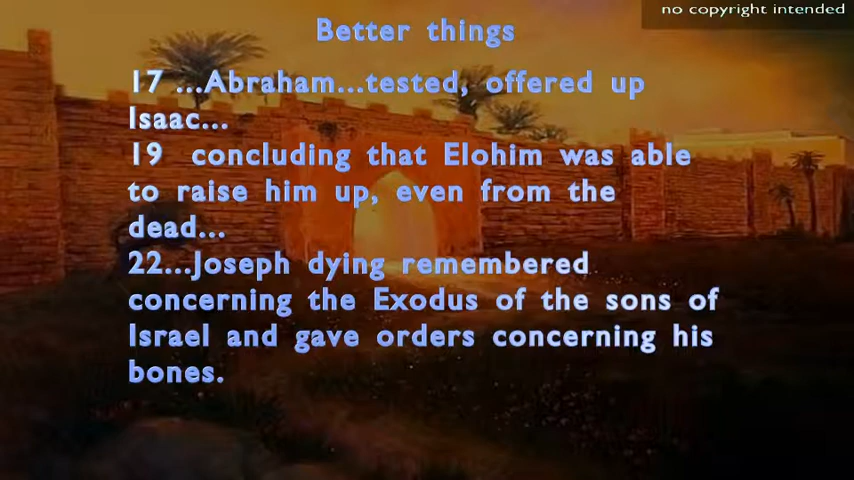 no copyright intended
Better things
17 ...Abraham...tested, offered up
Isaac...
19 concluding that Elohim was able
to raise him up, even from the
dead...
22...Joseph dying remembered
concerning the Exodus of the sons of
Israel and gave orders concerning his
bones.